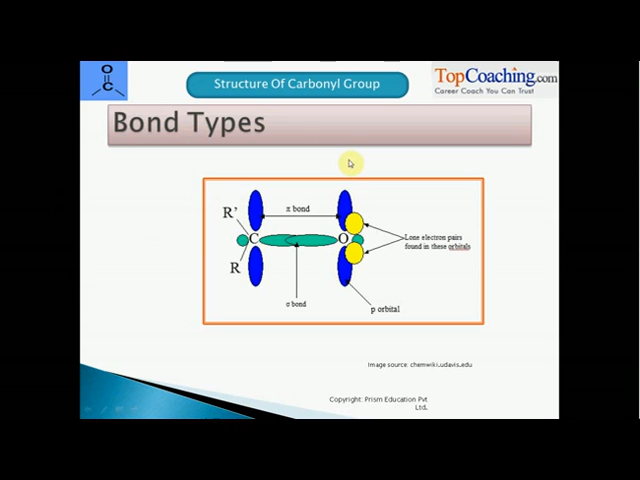 O
C
Structure Of Carbonyl Group
TopCoaching.com
Career Coach You Can Trust
Bond Types
R'
π bond
C
O
Lone electron pairs
found in these orbitals
R
σ bond
p orbital
Image source: chemwiki.udavis.edu
Copyright: Prism Education Pvt
Ltd.